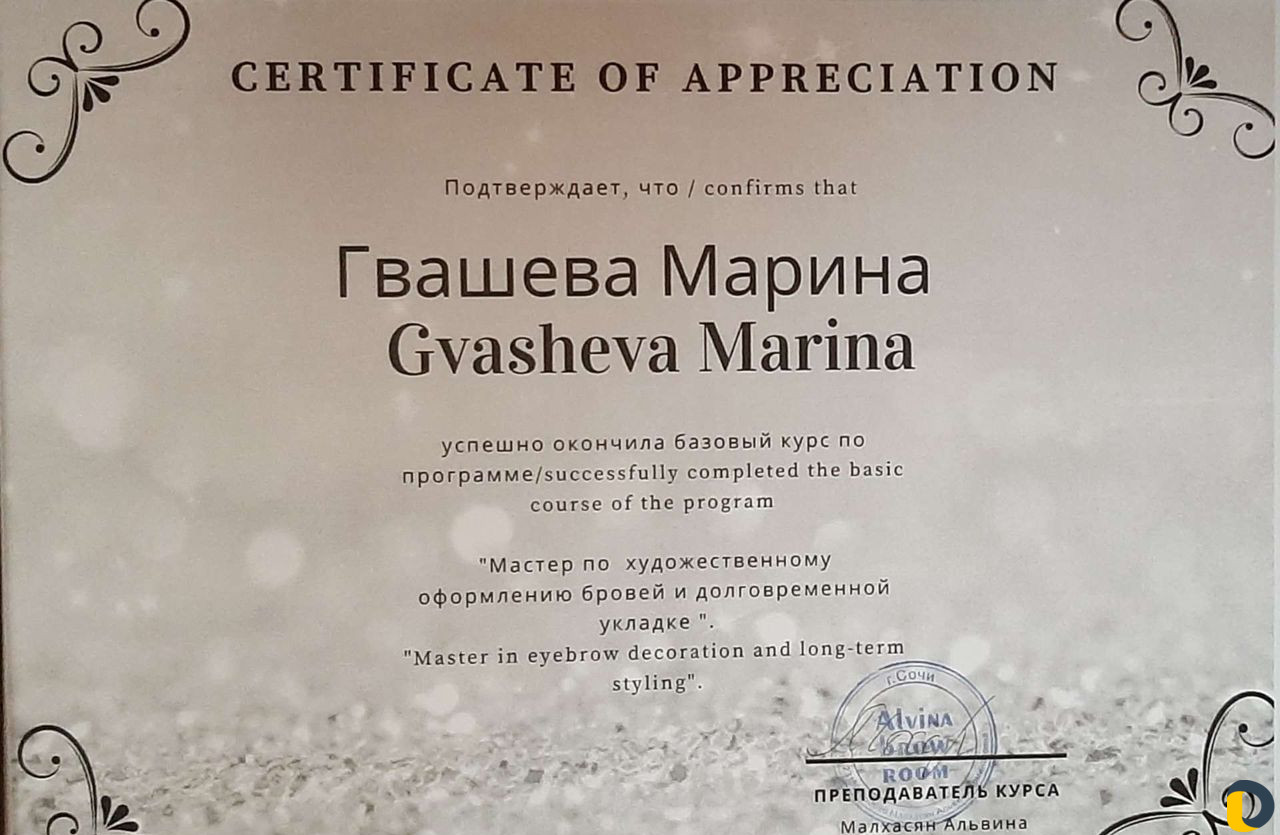 CERTIFICATE OF APPRECIATION
Подтверждает, что / confirms that
Гвашева Марина
Gvasheva Marina
успешно окончила базовый курс по
программе/successfully completed the basic
course of the program
"Мастер по художественному
оформлению бровей и долговременной
укладке ".
"Master in eyebrow decoration and long-term
styling".
г.Сочи
Alvina
brow
ROOM
ПРЕПОДАВАТЕЛЬ КУРСА
Малхасян Альвина